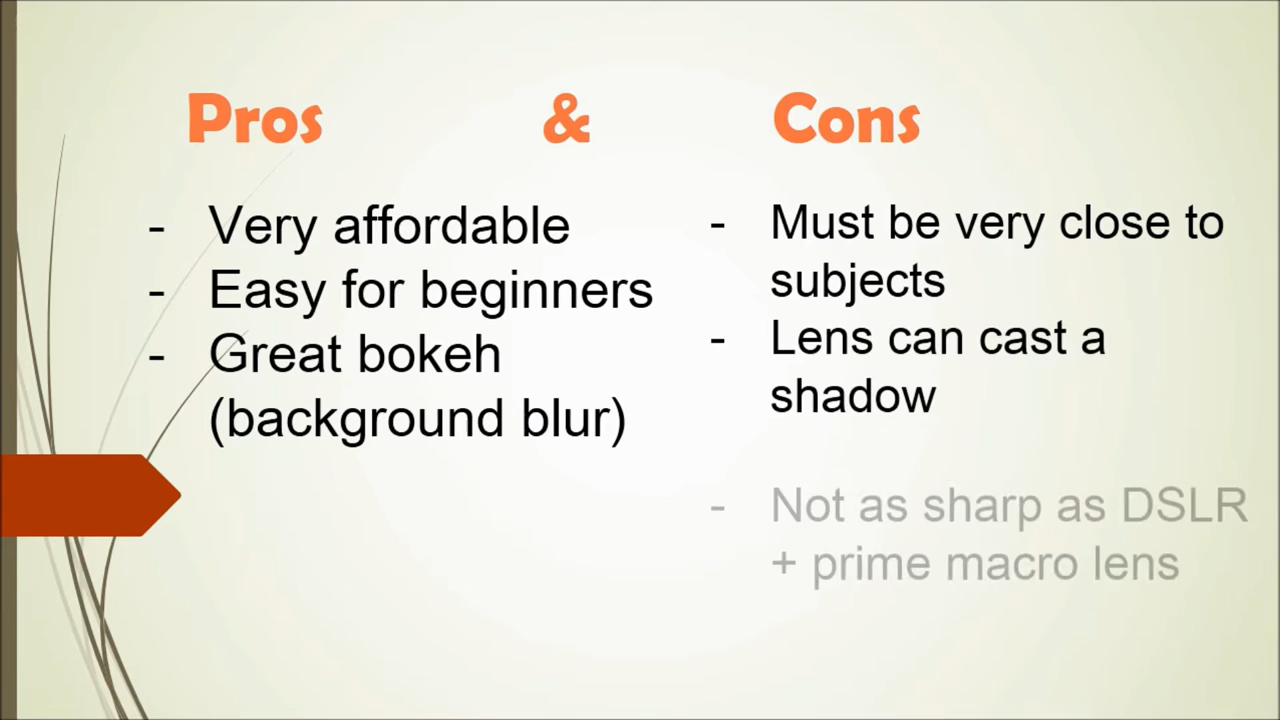 Pros & Cons
- Very affordable
- Easy for beginners
- Great bokeh
(background blur)
- Must be very close to
subjects
- Lens can cast a
shadow
- Not as sharp as DSLR
+ prime macro lens